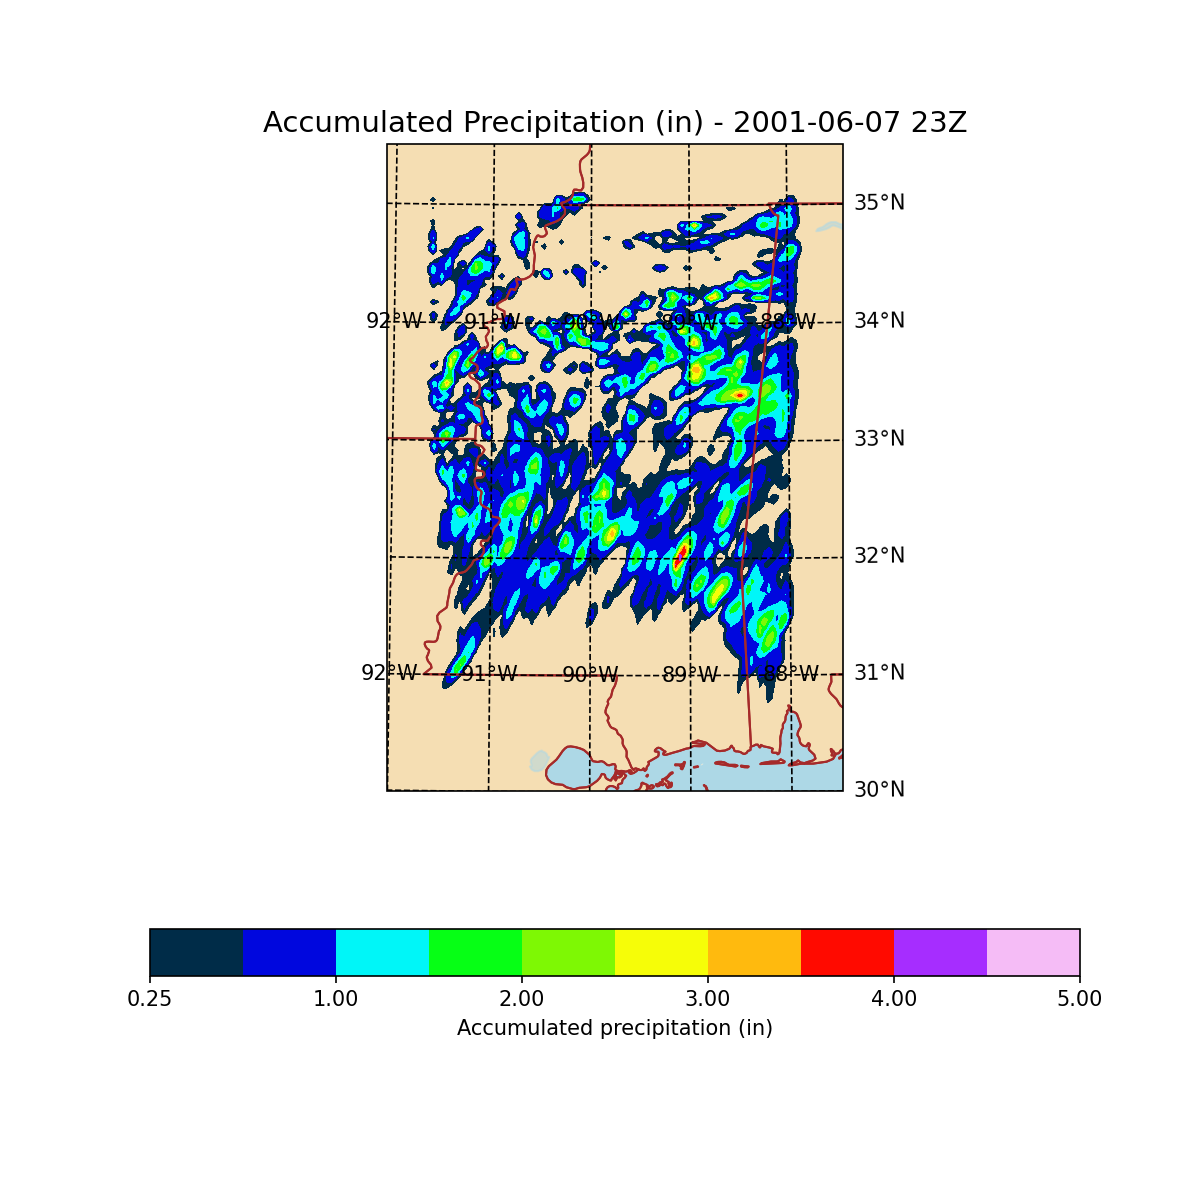 Accumulated Precipitation (in) - 2001-06-07 23Z
35°N
92°W 91°W 90°W 89°W 88°W 34°N
33°N
32°N
92°W 91°W 90°W 89°W 88°W 31°N
30°N
0.25 1.00 2.00 3.00 4.00 5.00
Accumulated precipitation (in)